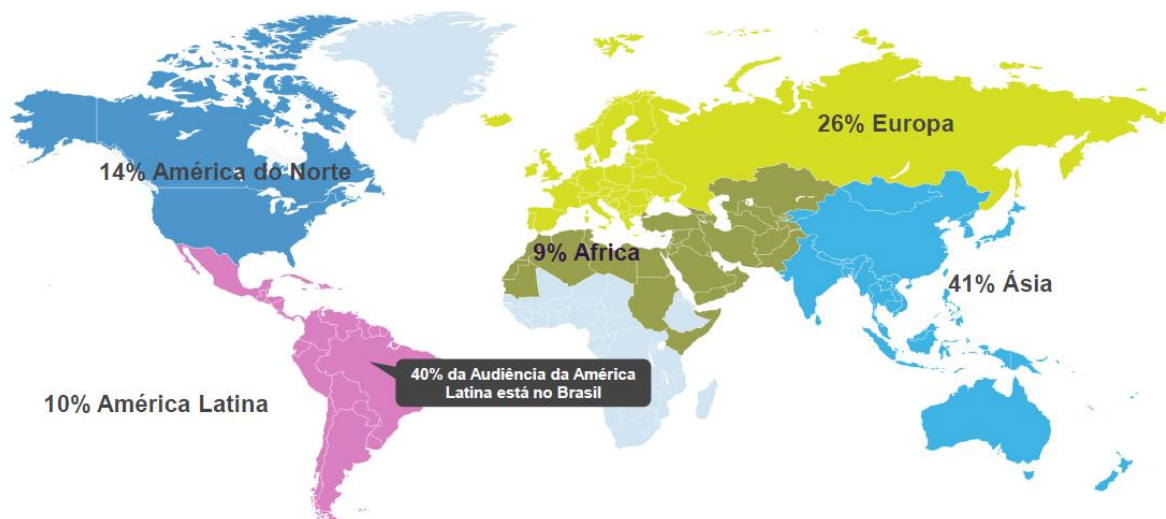 26% Europa
14% América do Norte
9% Africa
41% Ásia
40% da Audiência da América
Latina está no Brasil
10% América Latina